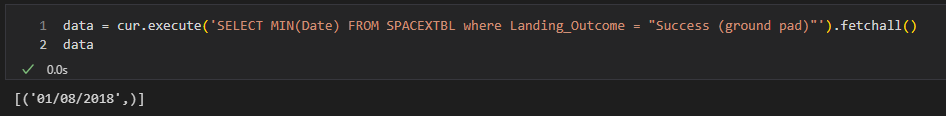 1 data = cur.execute('SELECT MIN(Date) FROM SPACEXTBL where Landing_Outcome = "Success (ground pad)"').fetchall()
2 data
0.0s
[('01/08/2018',)]